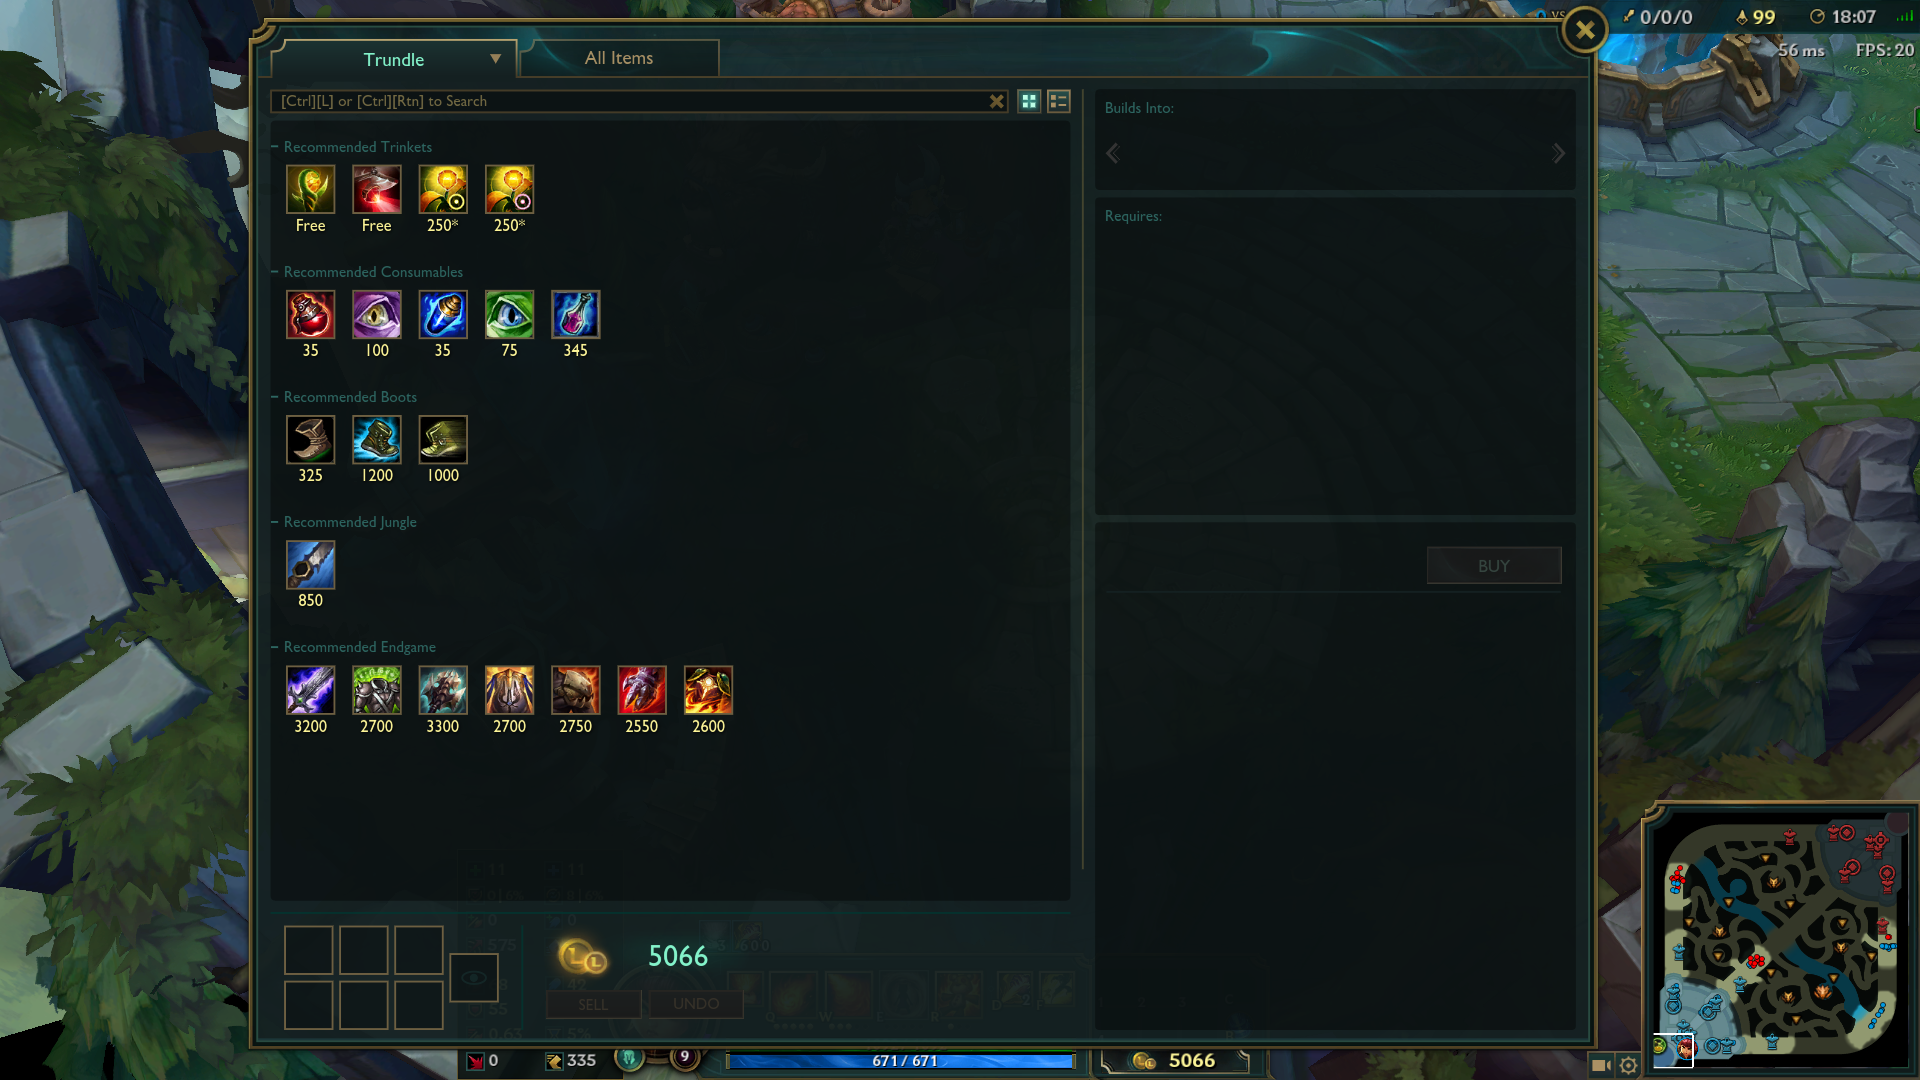 VS
0/0/0
99
18:07
56 ms
FPS: 20
Trundle
All Items
[Ctrl][L] or [Ctrl][Rtn] to Search
Recommended Trinkets
Free
Free
250*
250*
Recommended Consumables
35
100
35
75
345
Recommended Boots
325
1200
1000
Recommended Jungle
850
Recommended Endgame
3200
2700
3300
2700
2750
2550
2600
Builds Into:
Requires:
BUY
5066
SELL
UNDO
0
335
9
671 / 671
5066